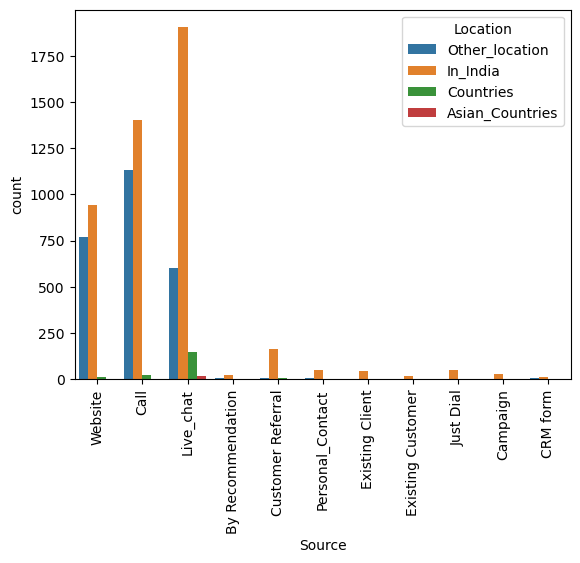 Location
Other_location
In_India
Countries
Asian_Countries
count
1750
1500
1250
1000
750
500
250
0
Website
Call
Live_chat
By Recommendation
Customer Referral
Personal_Contact
Existing Client
Existing Customer
Just Dial
Campaign
CRM form
Source